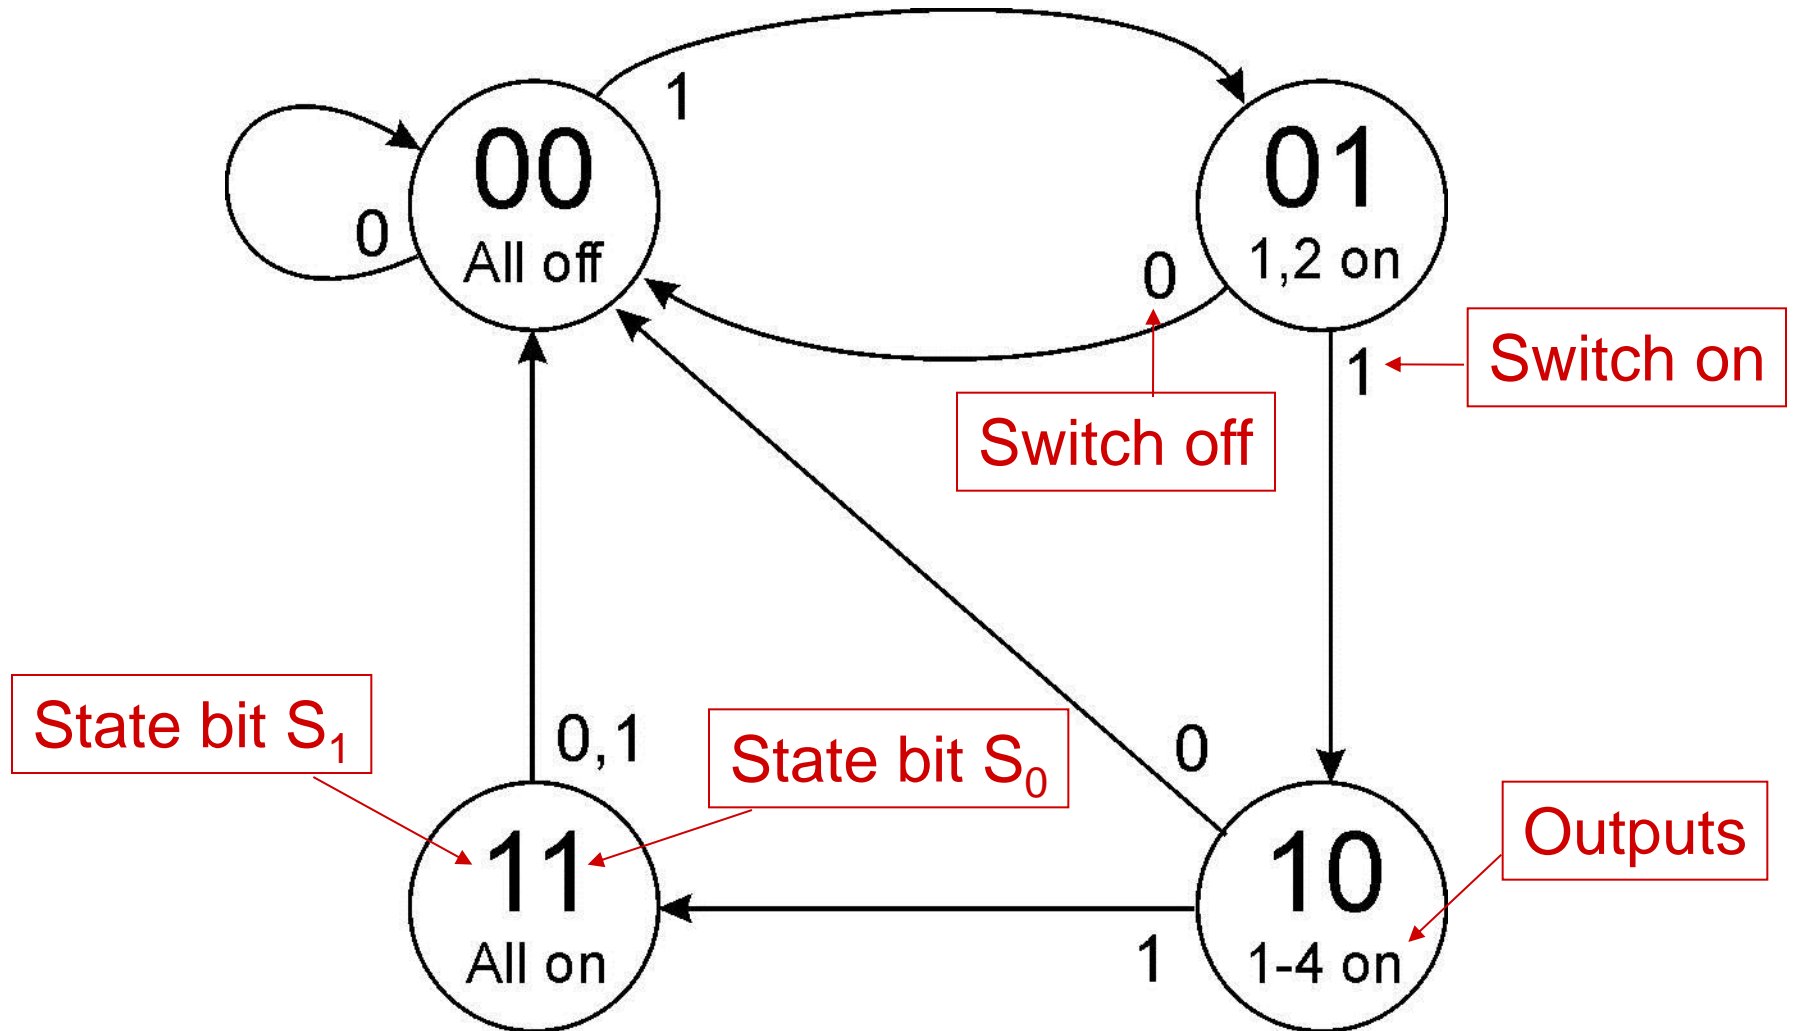 1
00
All off
0
01
1,2 on
0
1
Switch on
Switch off
State bit S₁
0,1
State bit S₀
0
11
All on
1
10
1-4 on
Outputs